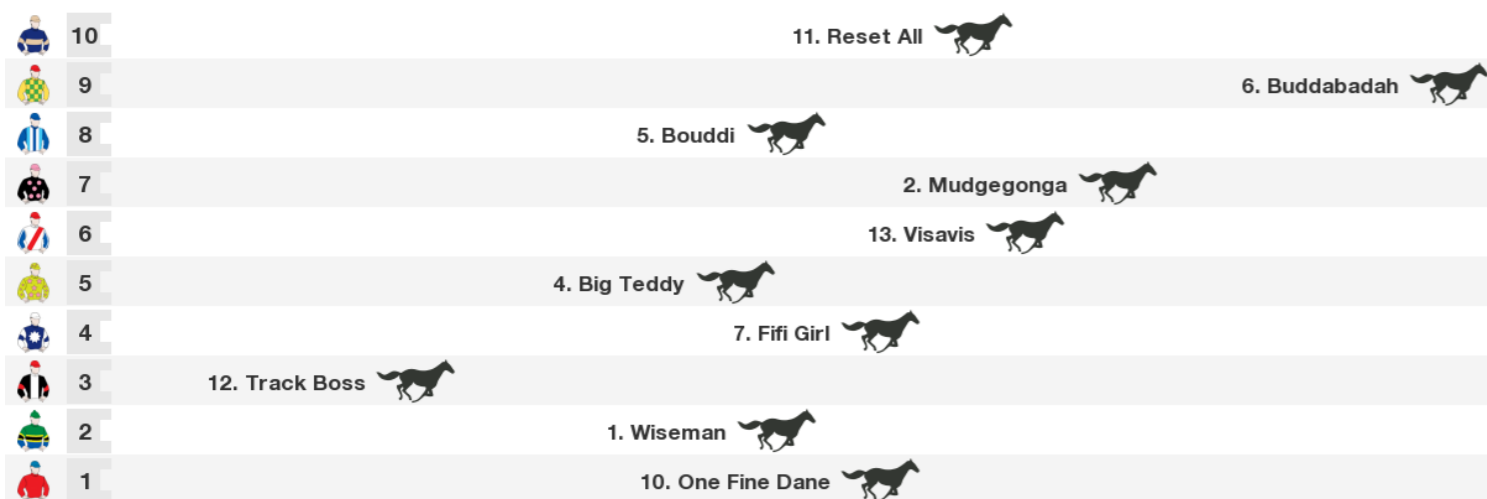 10 11. Reset All
9 6. Buddabadah
8 5. Bouddi
7 2. Mudgegonga
6 13. Visavis
5 4. Big Teddy
4 7. Fifi Girl
3 12. Track Boss
2 1. Wiseman
1 10. One Fine Dane